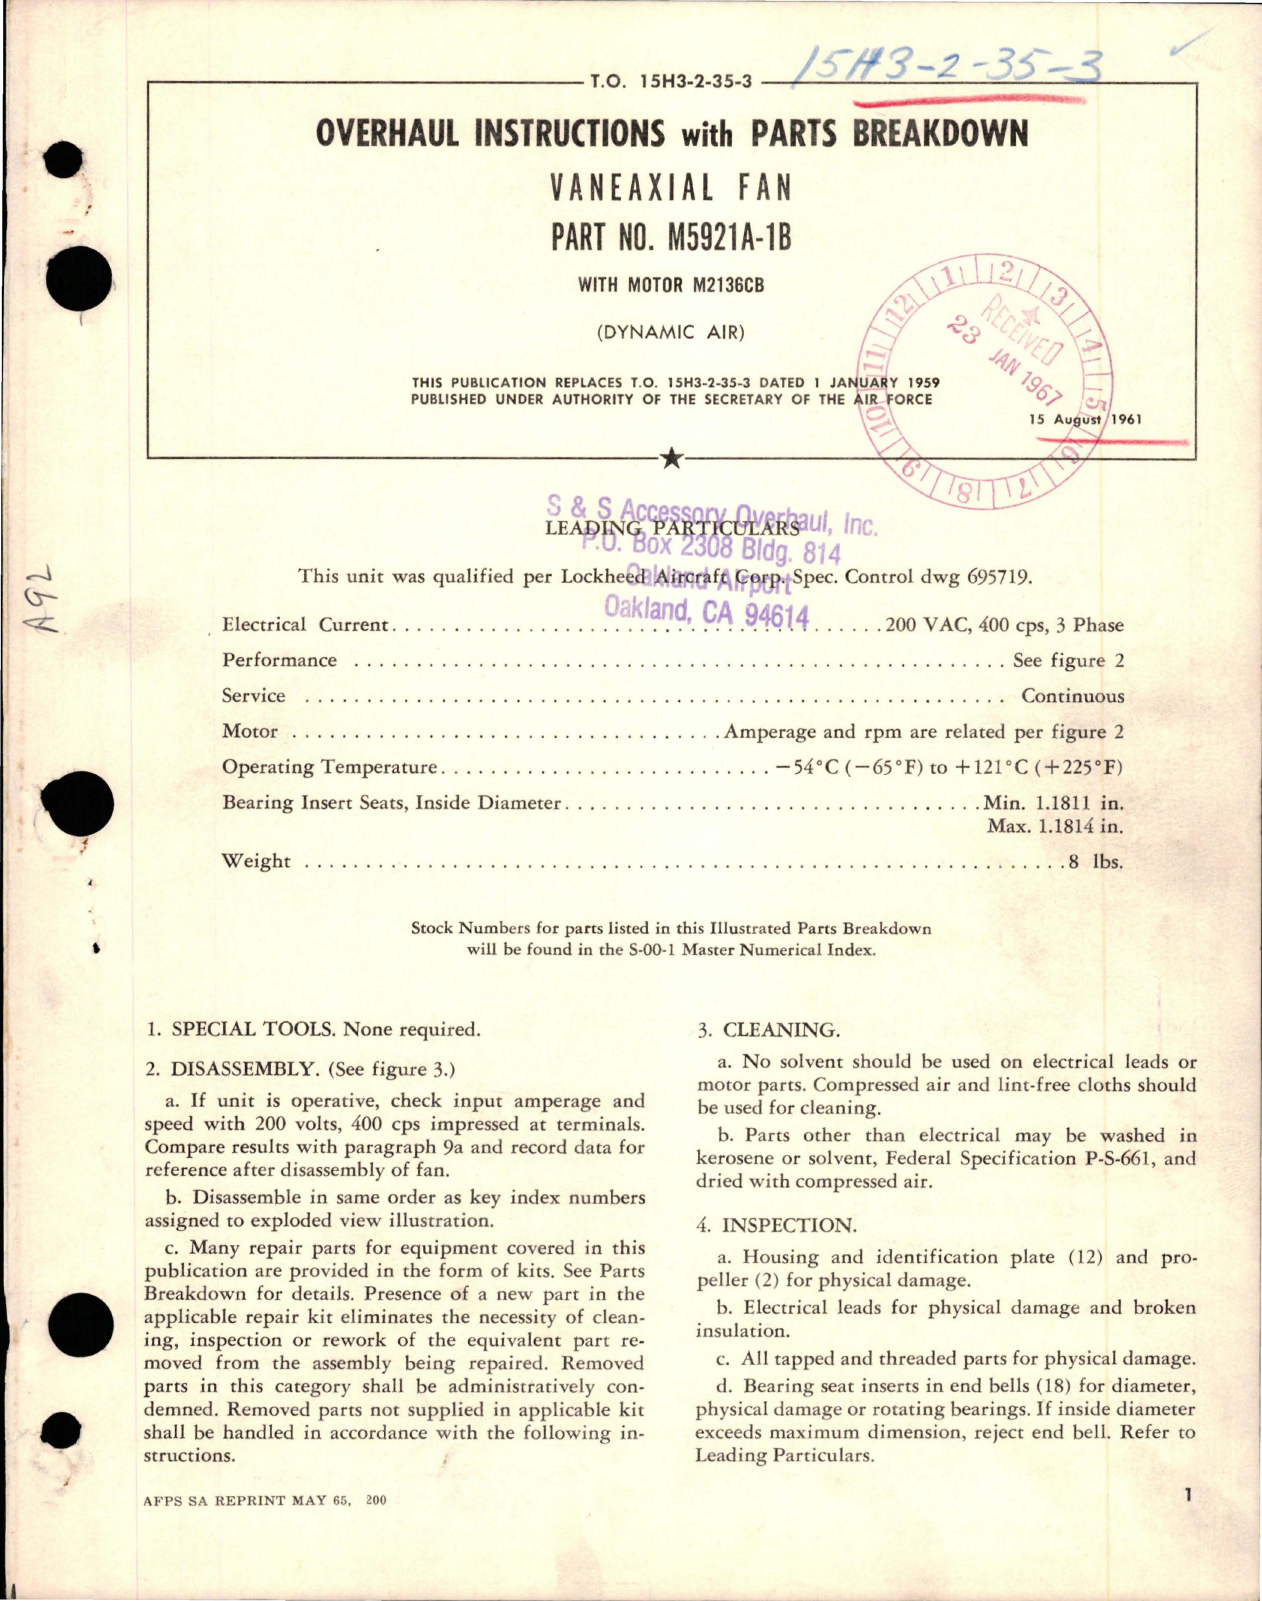 15H3-2-35-3
T.O. 15H3-2-35-3
OVERHAUL INSTRUCTIONS with PARTS BREAKDOWN
VANEAXIAL FAN
PART NO. M5921A-1B
WITH MOTOR M2136CB
(DYNAMIC AIR)
THIS PUBLICATION REPLACES T.O. 15H3-2-35-3 DATED 1 JANUARY 1959
PUBLISHED UNDER AUTHORITY OF THE SECRETARY OF THE AIR FORCE
15 August 1961
1 2 3 4 5 6 7 8 9 10 11 12
RECEIVED
23 JAN 1967
S & S Accessory Overhaul, Inc.
P.O. Box 2308 Bldg. 814
Oakland Airport
Oakland, CA 94614
A92
LEADING PARTICULARS
This unit was qualified per Lockheed Aircraft Corp. Spec. Control dwg 695719.
Electrical Current. . . . . . . . . . 200 VAC, 400 cps, 3 Phase
Performance . . . . . . . . . . See figure 2
Service . . . . . . . . . . Continuous
Motor . . . . . . . . . . Amperage and rpm are related per figure 2
Operating Temperature. . . . . . . . . . −54°C (−65°F) to +121°C (+225°F)
Bearing Insert Seats, Inside Diameter. . . . . . . . . . Min. 1.1811 in.
Max. 1.1814 in.
Weight . . . . . . . . . . 8 lbs.
Stock Numbers for parts listed in this Illustrated Parts Breakdown
will be found in the S-00-1 Master Numerical Index.
1. SPECIAL TOOLS. None required.
2. DISASSEMBLY. (See figure 3.)
a. If unit is operative, check input amperage and
speed with 200 volts, 400 cps impressed at terminals.
Compare results with paragraph 9a and record data for
reference after disassembly of fan.
b. Disassemble in same order as key index numbers
assigned to exploded view illustration.
c. Many repair parts for equipment covered in this
publication are provided in the form of kits. See Parts
Breakdown for details. Presence of a new part in the
applicable repair kit eliminates the necessity of clean-
ing, inspection or rework of the equivalent part re-
moved from the assembly being repaired. Removed
parts in this category shall be administratively con-
demned. Removed parts not supplied in applicable kit
shall be handled in accordance with the following in-
structions.
3. CLEANING.
a. No solvent should be used on electrical leads or
motor parts. Compressed air and lint-free cloths should
be used for cleaning.
b. Parts other than electrical may be washed in
kerosene or solvent, Federal Specification P-S-661, and
dried with compressed air.
4. INSPECTION.
a. Housing and identification plate (12) and pro-
peller (2) for physical damage.
b. Electrical leads for physical damage and broken
insulation.
c. All tapped and threaded parts for physical damage.
d. Bearing seat inserts in end bells (18) for diameter,
physical damage or rotating bearings. If inside diameter
exceeds maximum dimension, reject end bell. Refer to
Leading Particulars.
AFPS SA REPRINT MAY 65, 200
1